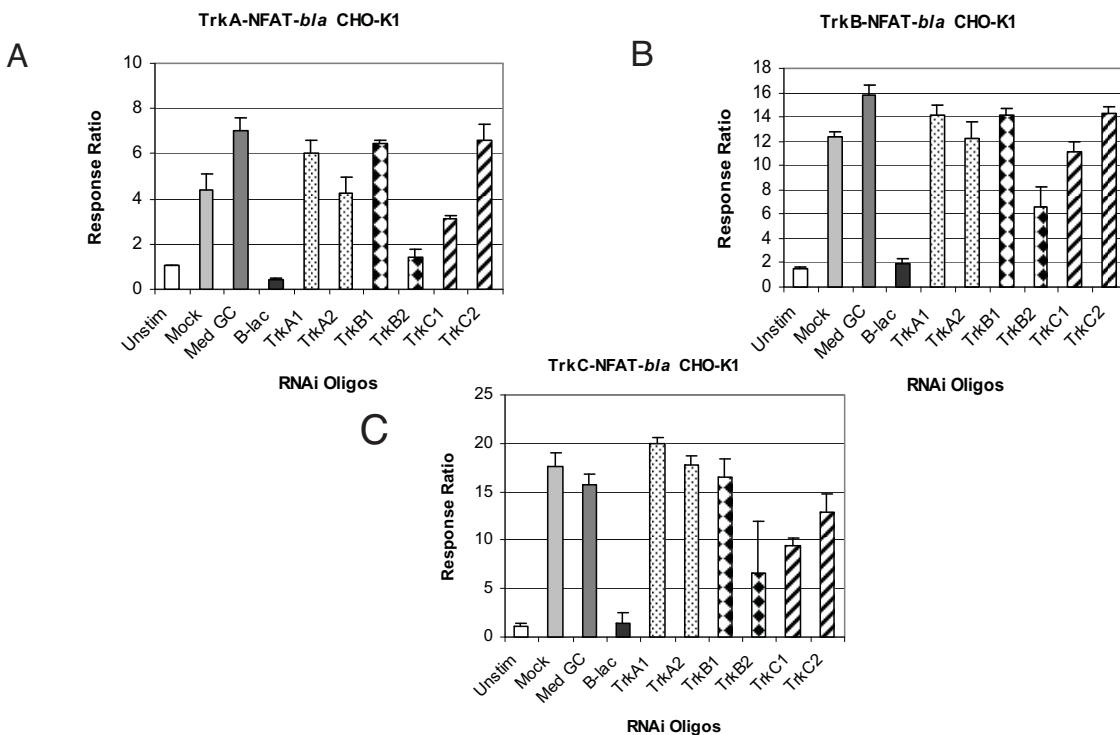 A
TrkA-NFAT-bla CHO-K1
Response Ratio
10
8
6
4
2
0
Unstim
Mock
Med GC
B-lac
TrkA1
TrkA2
TrkB1
TrkB2
TrkC1
TrkC2
RNAi Oligos
B
TrkB-NFAT-bla CHO-K1
Response Ratio
18
16
14
12
10
8
6
4
2
0
Unstim
Mock
Med GC
B-lac
TrkA1
TrkA2
TrkB1
TrkB2
TrkC1
TrkC2
RNAi Oligos
C
TrkC-NFAT-bla CHO-K1
Response Ratio
25
20
15
10
5
0
Unstim
Mock
Med GC
B-lac
TrkA1
TrkA2
TrkB1
TrkB2
TrkC1
TrkC2
RNAi Oligos